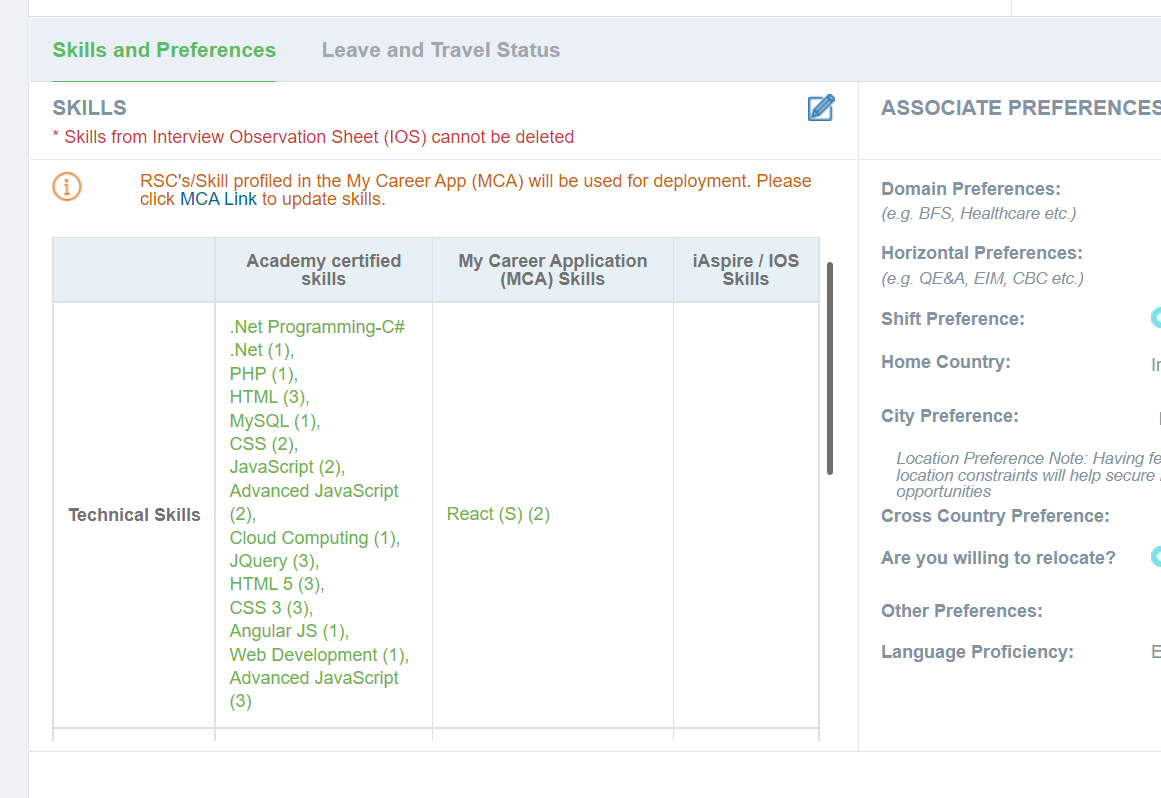 Skills and Preferences
Leave and Travel Status
SKILLS
* Skills from Interview Observation Sheet (IOS) cannot be deleted
RSC's/Skill profiled in the My Career App (MCA) will be used for deployment. Please
click MCA Link to update skills.
Academy certified
skills
My Career Application
(MCA) Skills
iAspire / IOS
Skills
Technical Skills
.Net Programming-C#
.Net (1),
PHP (1),
HTML (3),
MySQL (1),
CSS (2),
JavaScript (2),
Advanced JavaScript
(2),
Cloud Computing (1),
JQuery (3),
HTML 5 (3),
CSS 3 (3),
Angular JS (1),
Web Development (1),
Advanced JavaScript
(3)
React (S) (2)
ASSOCIATE PREFERENCES
Domain Preferences:
(e.g. BFS, Healthcare etc.)
Horizontal Preferences:
(e.g. QE&A, EIM, CBC etc.)
Shift Preference:
Home Country:
City Preference:
Location Preference Note: Having
location constraints will help secure
opportunities
Cross Country Preference:
Are you willing to relocate?
Other Preferences:
Language Proficiency: